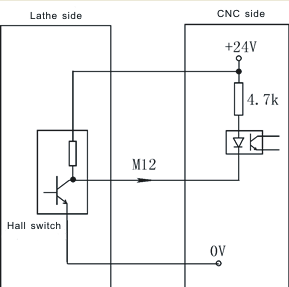 Lathe side
CNC side
+24V
4.7k
M12
Hall switch
0V